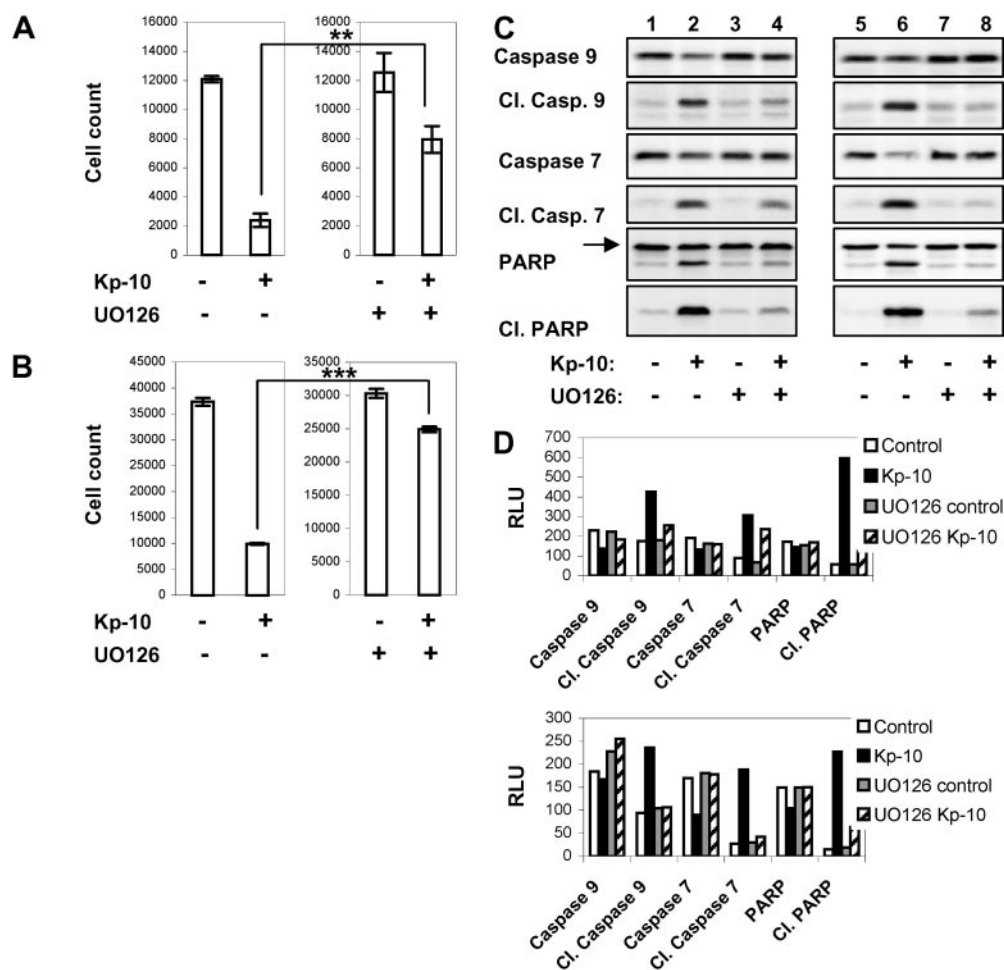 A
16000
14000
12000
10000
8000
6000
4000
2000
0
Cell count
**
16000
14000
12000
10000
8000
6000
4000
2000
0
Kp-10 - + - +
UO126 - - + +
B
45000
40000
35000
30000
25000
20000
15000
10000
5000
0
Cell count
***
35000
30000
25000
20000
15000
10000
5000
0
Kp-10 - + - +
UO126 - - + +
C
1 2 3 4 5 6 7 8
Caspase 9
Cl. Casp. 9
Caspase 7
Cl. Casp. 7
PARP
Cl. PARP
Kp-10: - + - + - + - +
UO126: - - + + - - + +
D
RLU
700
600
500
400
300
200
100
0
Control
Kp-10
UO126 control
UO126 Kp-10
Caspase 9
Cl. Caspase 9
Caspase 7
Cl. Caspase 7
PARP
Cl. PARP
RLU
300
250
200
150
100
50
0
Control
Kp-10
UO126 control
UO126 Kp-10
Caspase 9
Cl. Caspase 9
Caspase 7
Cl. Caspase 7
PARP
Cl. PARP